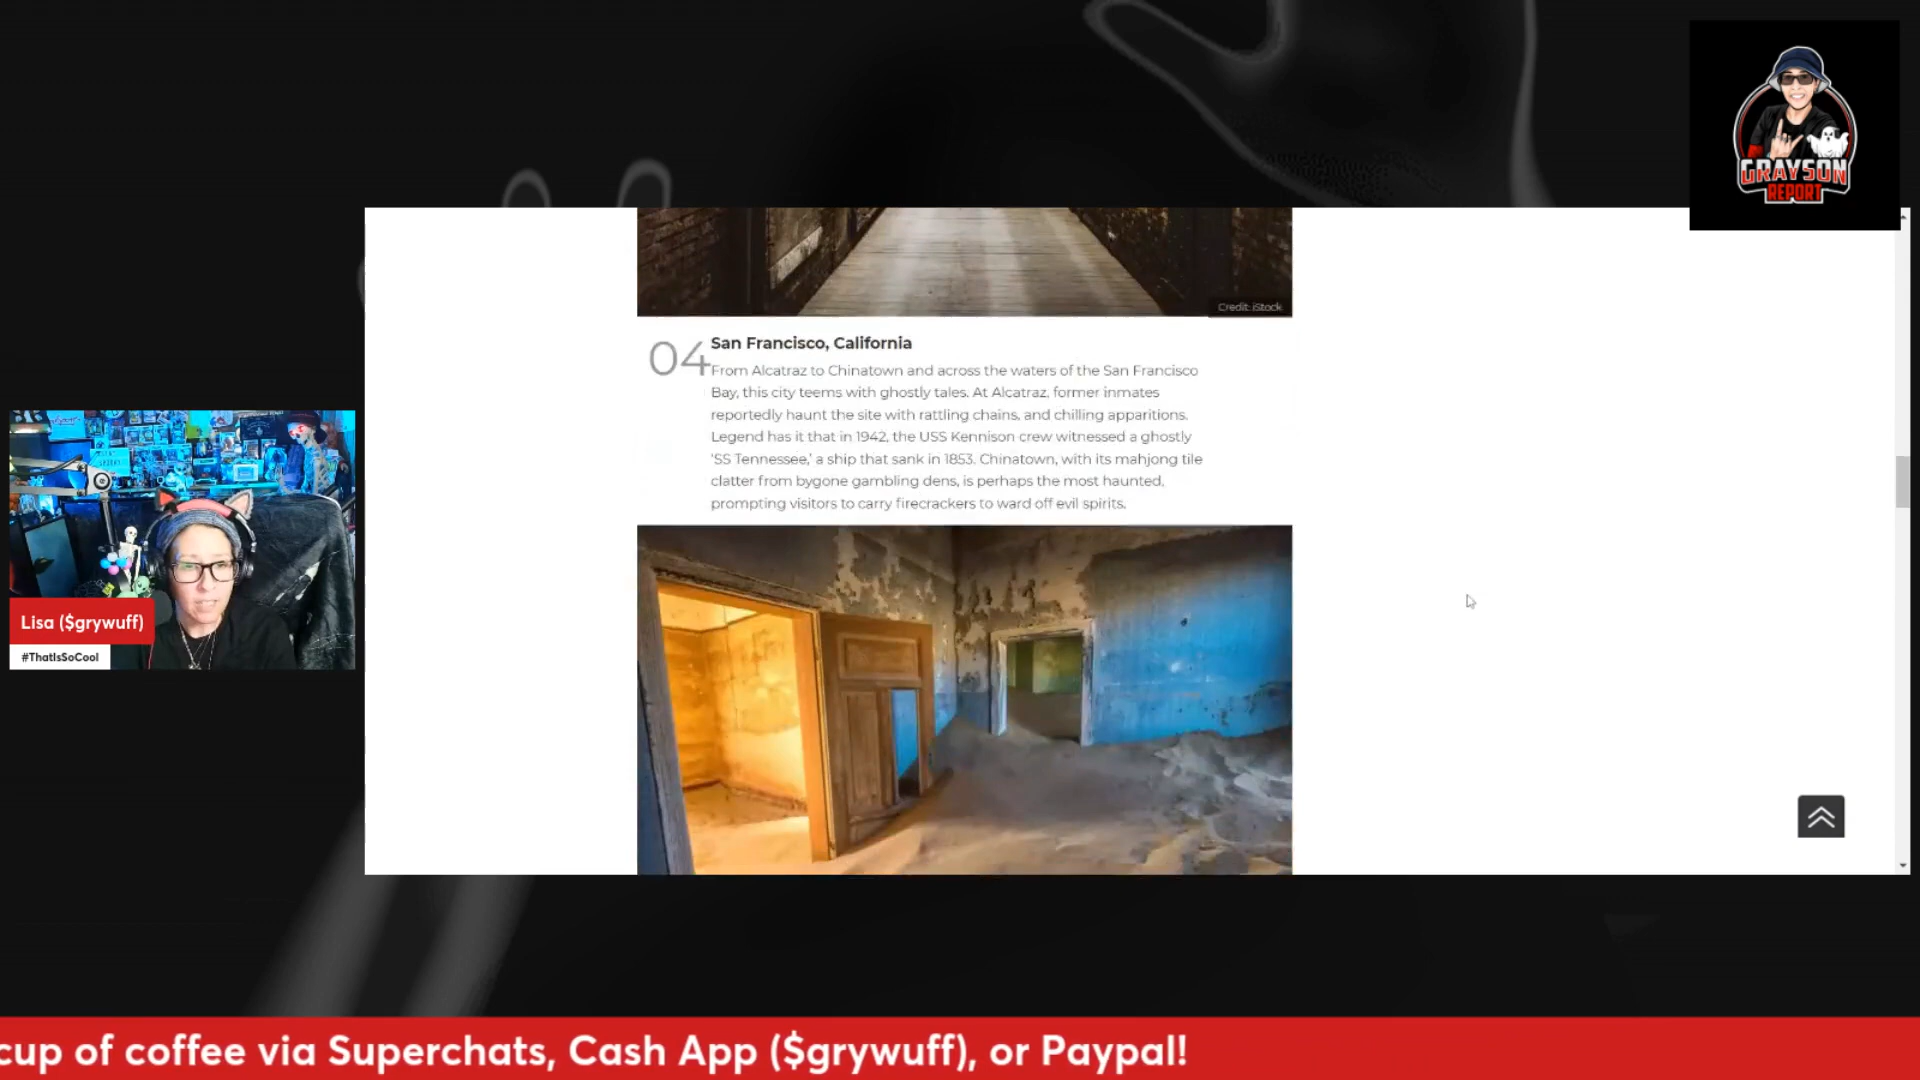 GRAYSON
REPORT
Credit: iStock
04
San Francisco, California
From Alcatraz to Chinatown and across the waters of the San Francisco
Bay, this city teems with ghostly tales. At Alcatraz, former inmates
reportedly haunt the site with rattling chains, and chilling apparitions.
Legend has it that in 1942, the USS Kennison crew witnessed a ghostly
'SS Tennessee,' a ship that sank in 1853. Chinatown, with its mahjong tile
clatter from bygone gambling dens, is perhaps the most haunted,
prompting visitors to carry firecrackers to ward off evil spirits.
Lisa ($grywuff)
#ThatIsSoCool
cup of coffee via Superchats, Cash App ($grywuff), or Paypal!